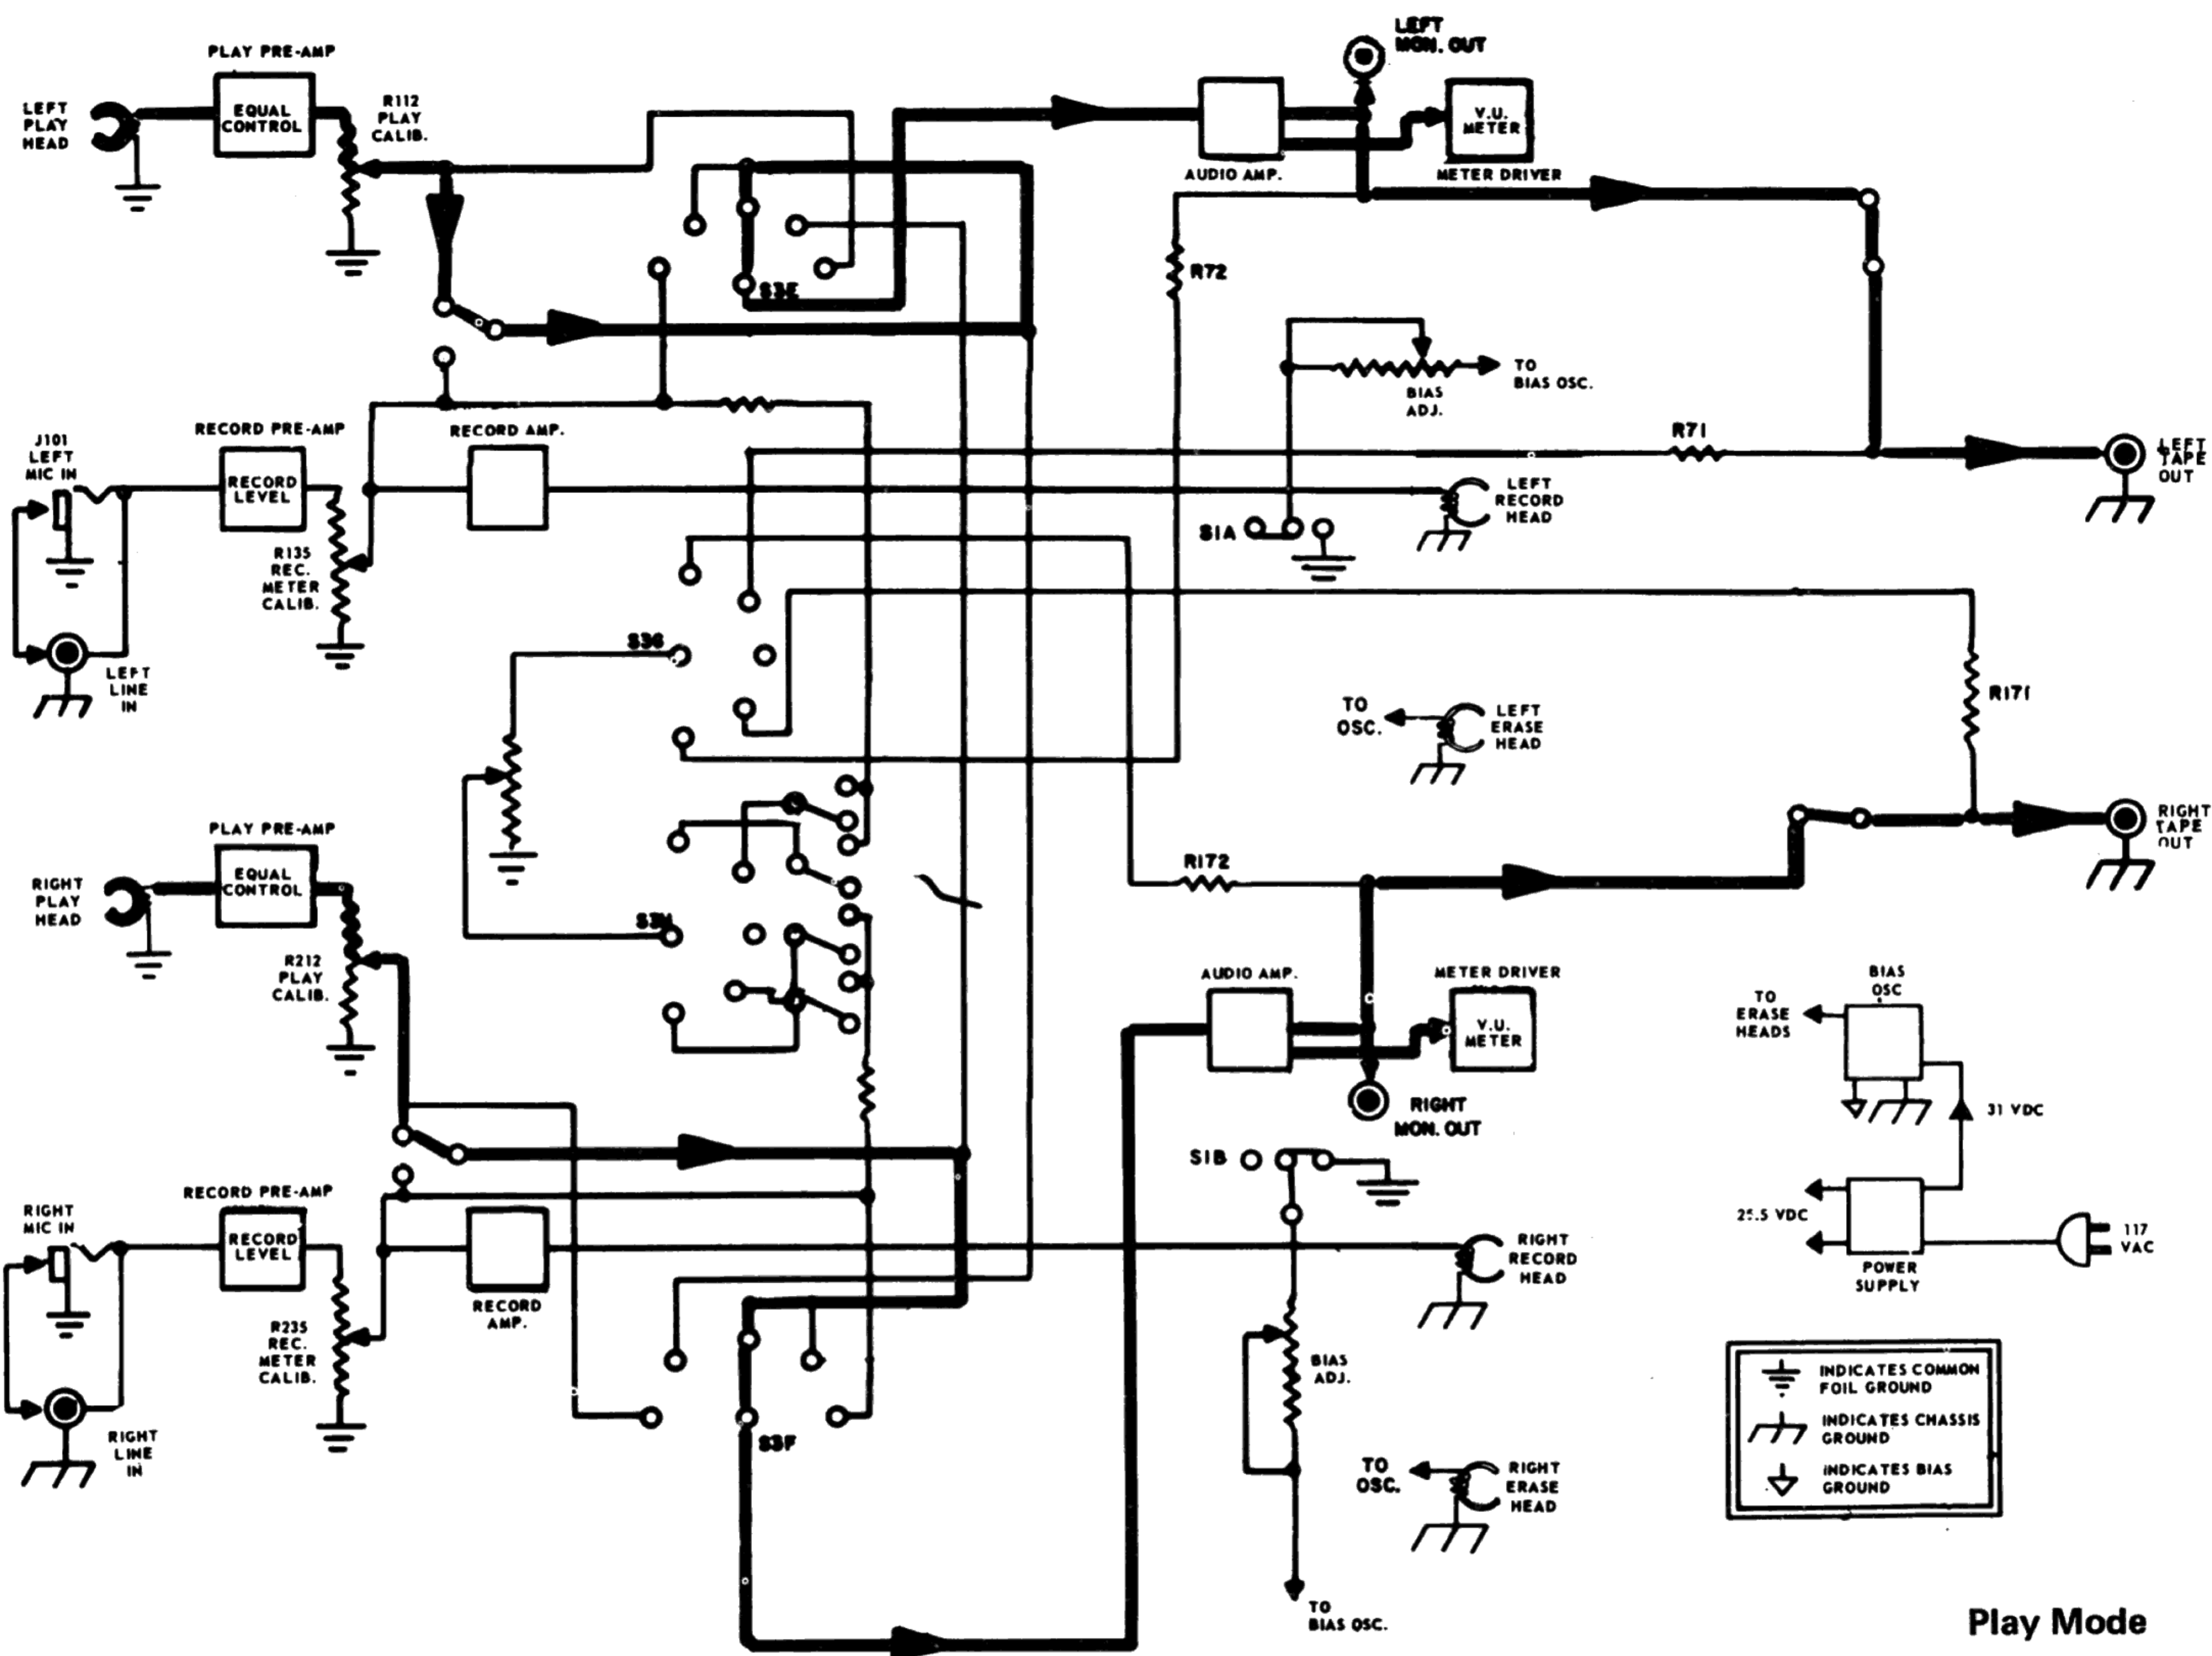 LEFT
MON. OUT
PLAY PRE-AMP
LEFT
PLAY
HEAD
EQUAL
CONTROL
R112
PLAY
CALIB.
V.U.
METER
AUDIO AMP.
METER DRIVER
S3E
R72
TO
BIAS OSC.
BIAS
ADJ.
RECORD PRE-AMP
RECORD AMP.
J101
LEFT
MIC IN
RECORD
LEVEL
R71
LEFT
TAPE
OUT
LEFT
RECORD
HEAD
S1A
R135
REC.
METER
CALIB.
S3G
LEFT
LINE
IN
R171
TO
OSC.
LEFT
ERASE
HEAD
PLAY PRE-AMP
RIGHT
PLAY
HEAD
EQUAL
CONTROL
RIGHT
TAPE
OUT
R172
S3H
R212
PLAY
CALIB.
AUDIO AMP.
METER DRIVER
V.U.
METER
BIAS
OSC
TO
ERASE
HEADS
31 VDC
RIGHT
MON. OUT
S1B
RECORD PRE-AMP
RIGHT
MIC IN
RECORD
LEVEL
25.5 VDC
117
VAC
POWER
SUPPLY
RIGHT
RECORD
HEAD
RECORD
AMP.
R235
REC.
METER
CALIB.
BIAS
ADJ.
INDICATES COMMON
FOIL GROUND
INDICATES CHASSIS
GROUND
INDICATES BIAS
GROUND
RIGHT
LINE
IN
S3F
TO
OSC.
RIGHT
ERASE
HEAD
TO
BIAS OSC.
Play Mode